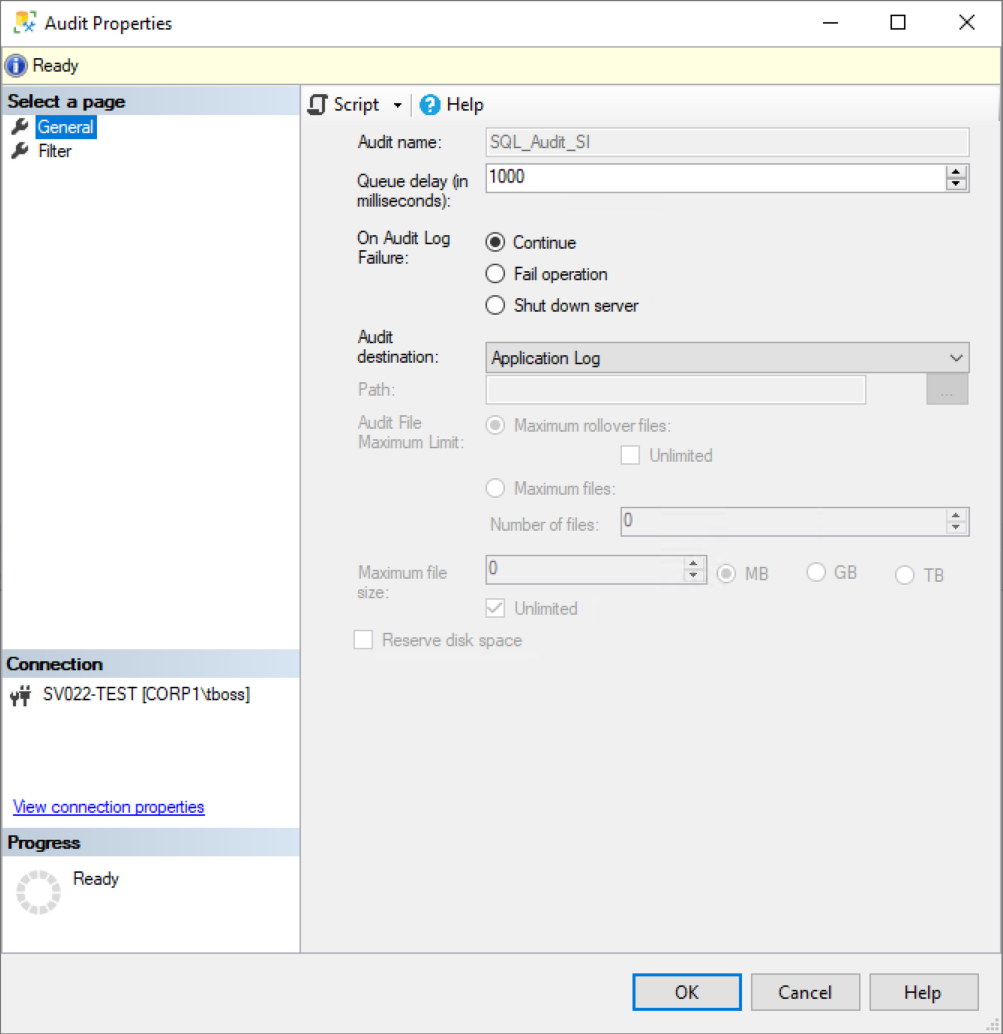 Audit Properties
Ready
Select a page
General
Filter
Script
Help
Audit name:
SQL_Audit_SI
Queue delay (in
milliseconds):
1000
On Audit Log
Failure:
Continue
Fail operation
Shut down server
Audit
destination:
Application Log
Path:
...
Audit File
Maximum Limit:
Maximum rollover files:
Unlimited
Maximum files:
Number of files:
0
Maximum file
size:
0
MB
GB
TB
Unlimited
Reserve disk space
Connection
SV022-TEST [CORP1\tboss]
View connection properties
Progress
Ready
OK
Cancel
Help